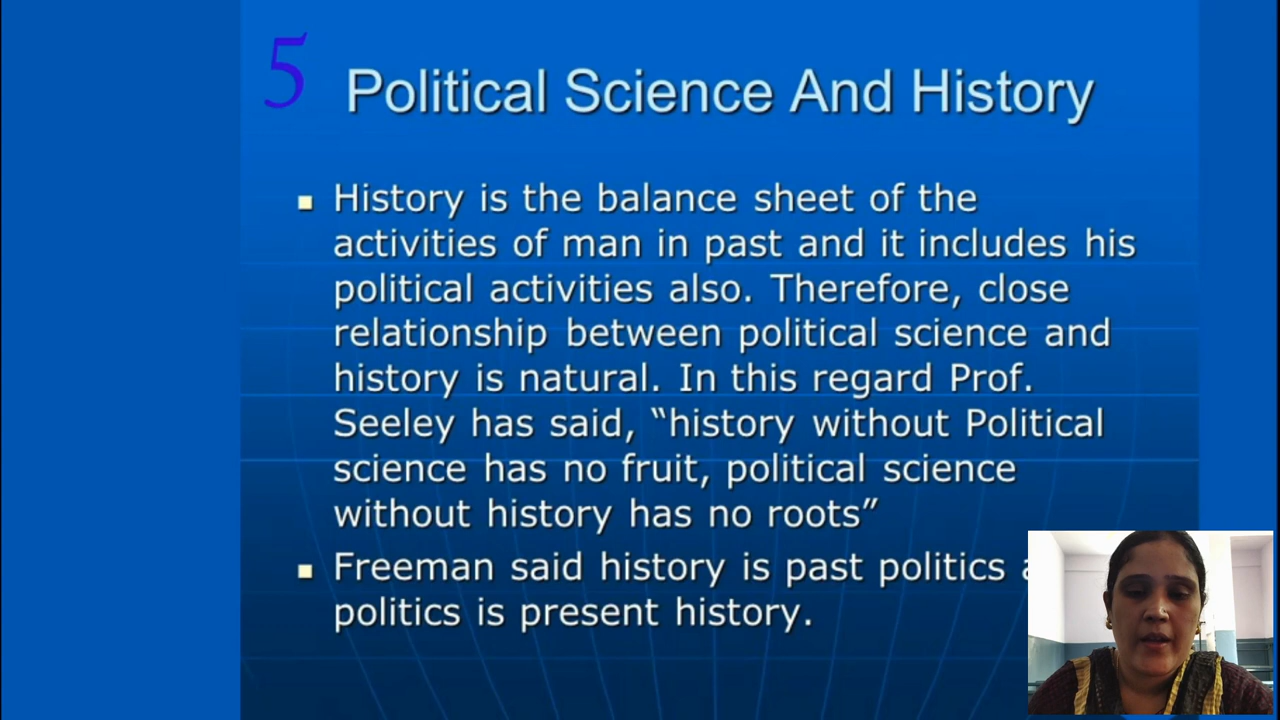 5 Political Science And History
▪ History is the balance sheet of the
activities of man in past and it includes his
political activities also. Therefore, close
relationship between political science and
history is natural. In this regard Prof.
Seeley has said, “history without Political
science has no fruit, political science
without history has no roots”
▪ Freeman said history is past politics
politics is present history.